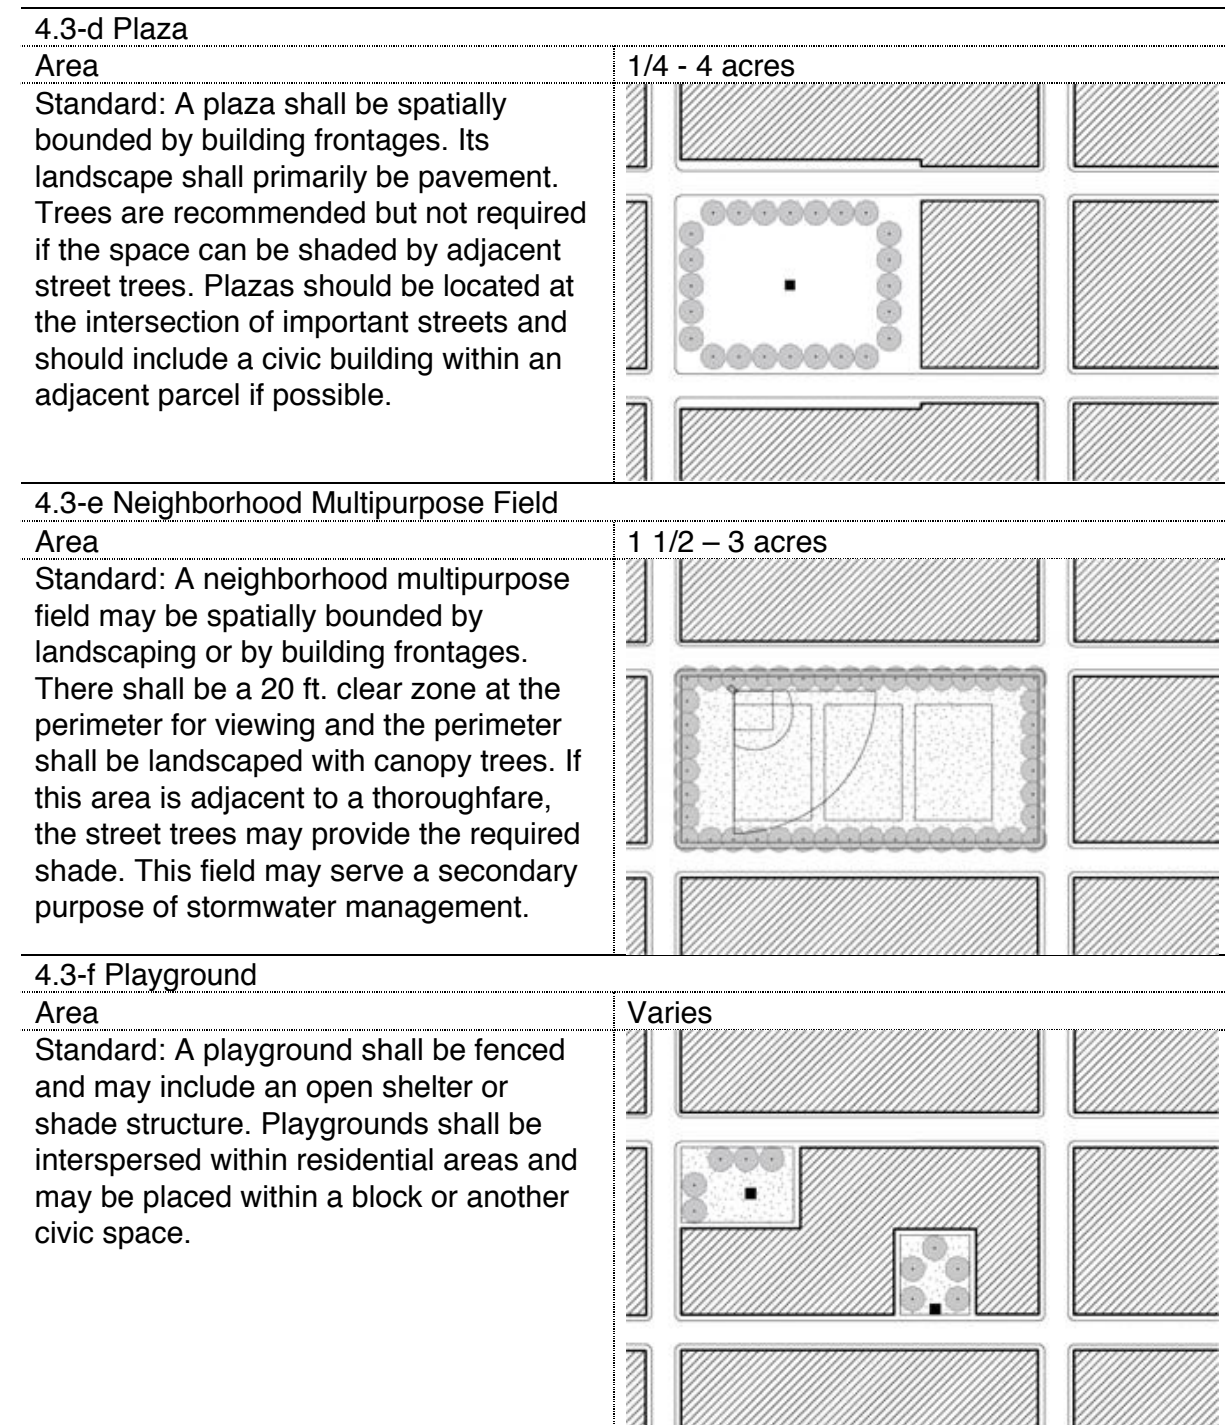 4.3-d Plaza
Area
1/4 - 4 acres
Standard: A plaza shall be spatially
bounded by building frontages. Its
landscape shall primarily be pavement.
Trees are recommended but not required
if the space can be shaded by adjacent
street trees. Plazas should be located at
the intersection of important streets and
should include a civic building within an
adjacent parcel if possible.
4.3-e Neighborhood Multipurpose Field
Area
1 1/2 – 3 acres
Standard: A neighborhood multipurpose
field may be spatially bounded by
landscaping or by building frontages.
There shall be a 20 ft. clear zone at the
perimeter for viewing and the perimeter
shall be landscaped with canopy trees. If
this area is adjacent to a thoroughfare,
the street trees may provide the required
shade. This field may serve a secondary
purpose of stormwater management.
4.3-f Playground
Area
Varies
Standard: A playground shall be fenced
and may include an open shelter or
shade structure. Playgrounds shall be
interspersed within residential areas and
may be placed within a block or another
civic space.